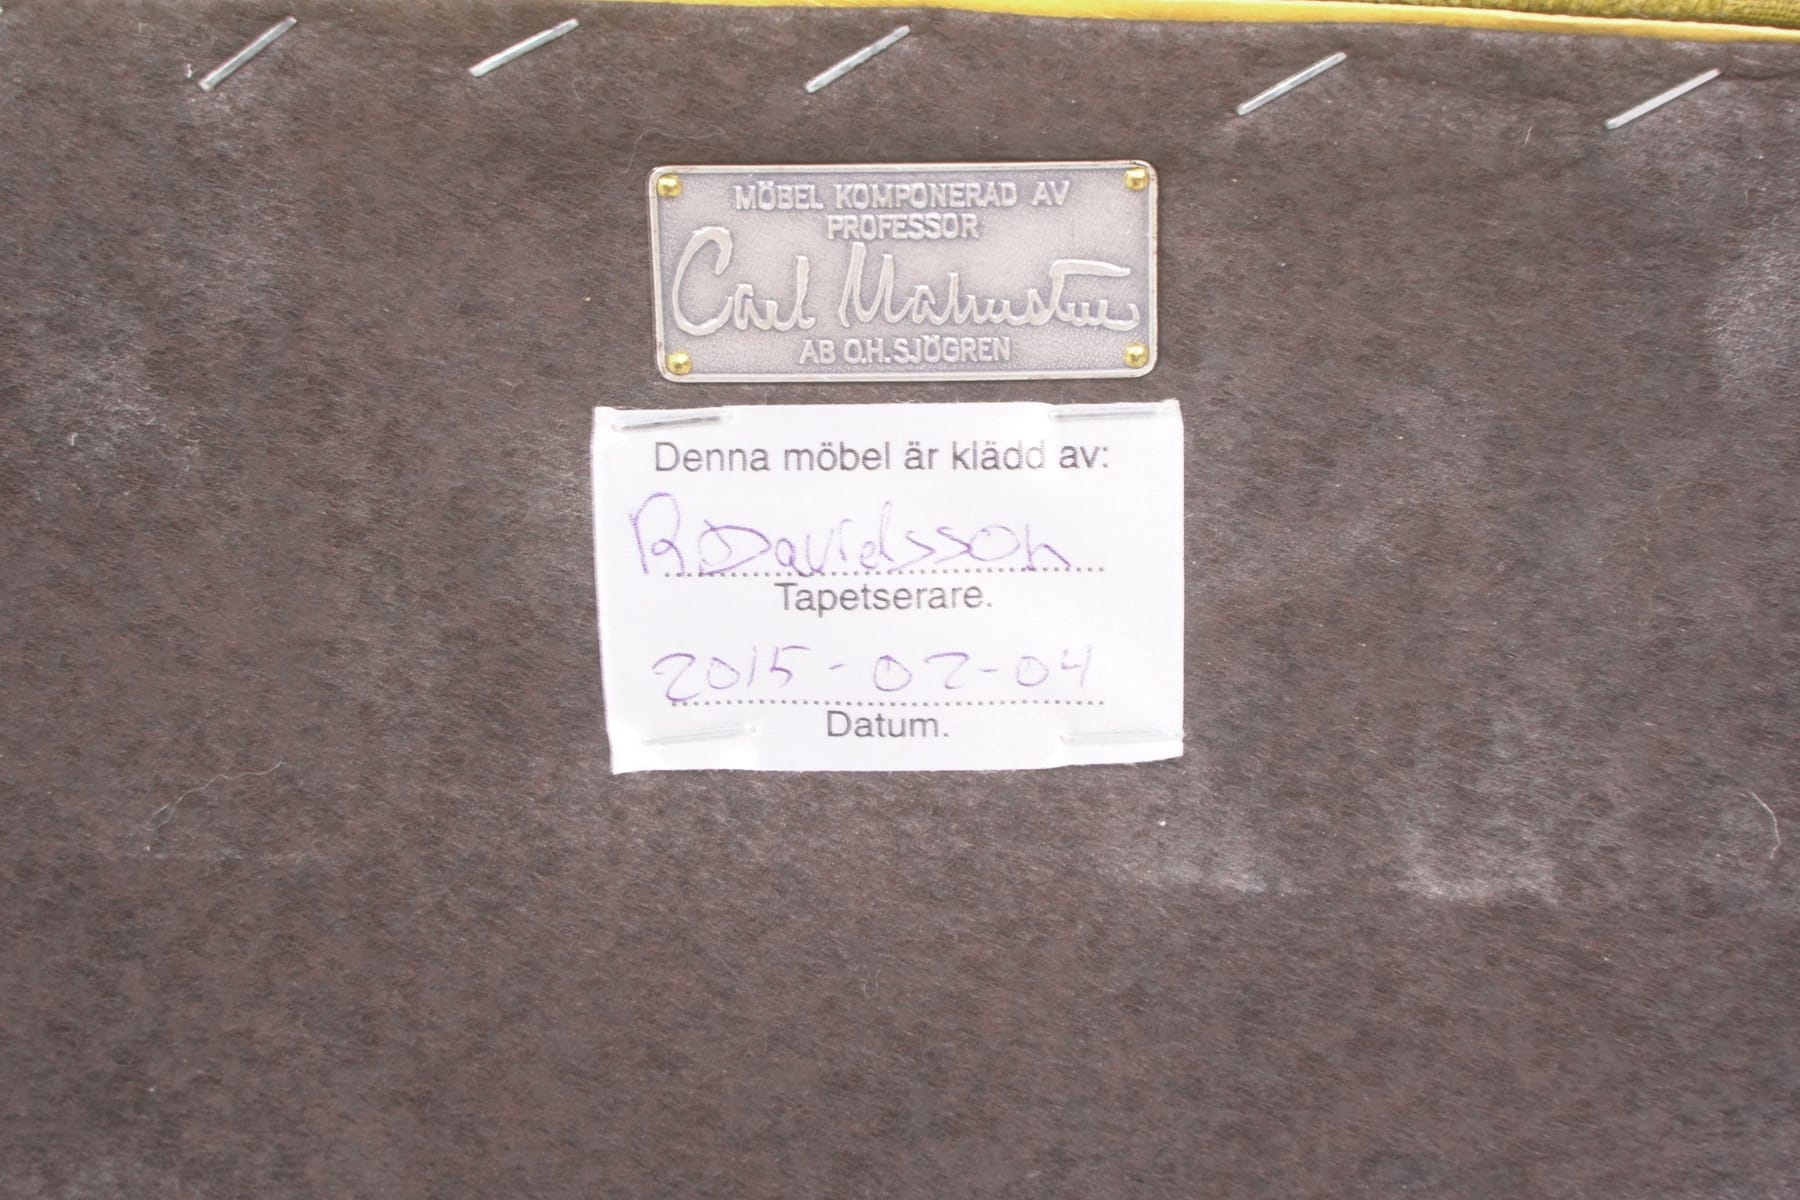 MÖBEL KOMPONERAD AV
PROFESSOR
Carl Malmsten
AB O.H. SJÖGREN
Denna möbel är klädd av:
R Davidsson
Tapetserare.
2015-02-04
Datum.